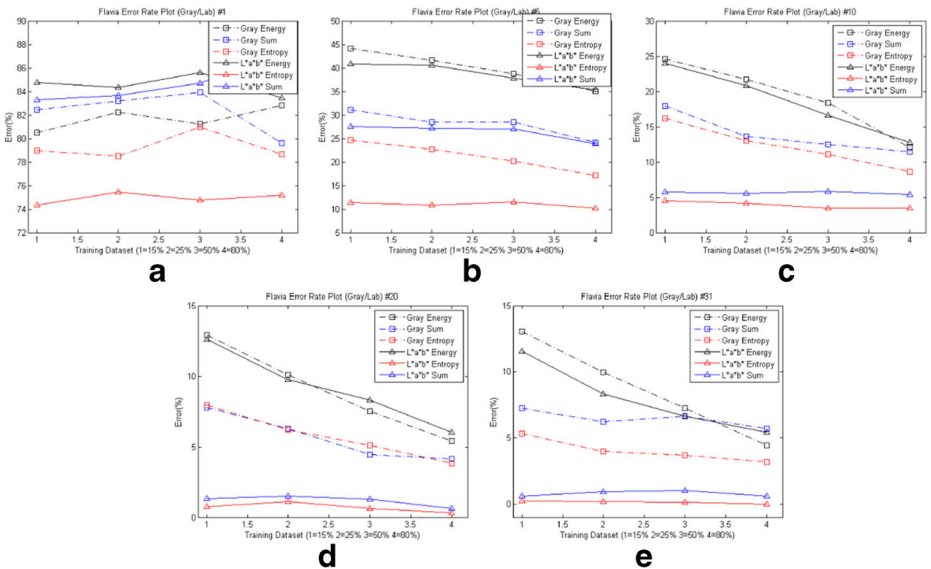 Flavia Error Rate Plot (Gray/Lab) #1
Error(%)
90
88
86
84
82
80
78
76
74
72
1 1.5 2 2.5 3 3.5 4
Training Dataset (1=15% 2=25% 3=50% 4=80%)
Gray Energy
Gray Sum
Gray Entropy
L*a*b* Energy
L*a*b* Entropy
L*a*b* Sum
a
Flavia Error Rate Plot (Gray/Lab) #5
Error(%)
50
45
40
35
30
25
20
15
10
5
1 1.5 2 2.5 3 3.5 4
Training Dataset (1=15% 2=25% 3=50% 4=80%)
Gray Energy
Gray Sum
Gray Entropy
L*a*b* Energy
L*a*b* Entropy
L*a*b* Sum
b
Flavia Error Rate Plot (Gray/Lab) #10
Error(%)
30
25
20
15
10
5
0
1 1.5 2 2.5 3 3.5 4
Training Dataset (1=15% 2=25% 3=50% 4=80%)
Gray Energy
Gray Sum
Gray Entropy
L*a*b* Energy
L*a*b* Entropy
L*a*b* Sum
c
Flavia Error Rate Plot (Gray/Lab) #20
Error(%)
15
10
5
0
1 1.5 2 2.5 3 3.5 4
Training Dataset (1=15% 2=25% 3=50% 4=80%)
Gray Energy
Gray Sum
Gray Entropy
L*a*b* Energy
L*a*b* Entropy
L*a*b* Sum
d
Flavia Error Rate Plot (Gray/Lab) #31
Error(%)
15
10
5
0
1 1.5 2 2.5 3 3.5 4
Training Dataset (1=15% 2=25% 3=50% 4=80%)
Gray Energy
Gray Sum
Gray Entropy
L*a*b* Energy
L*a*b* Entropy
L*a*b* Sum
e